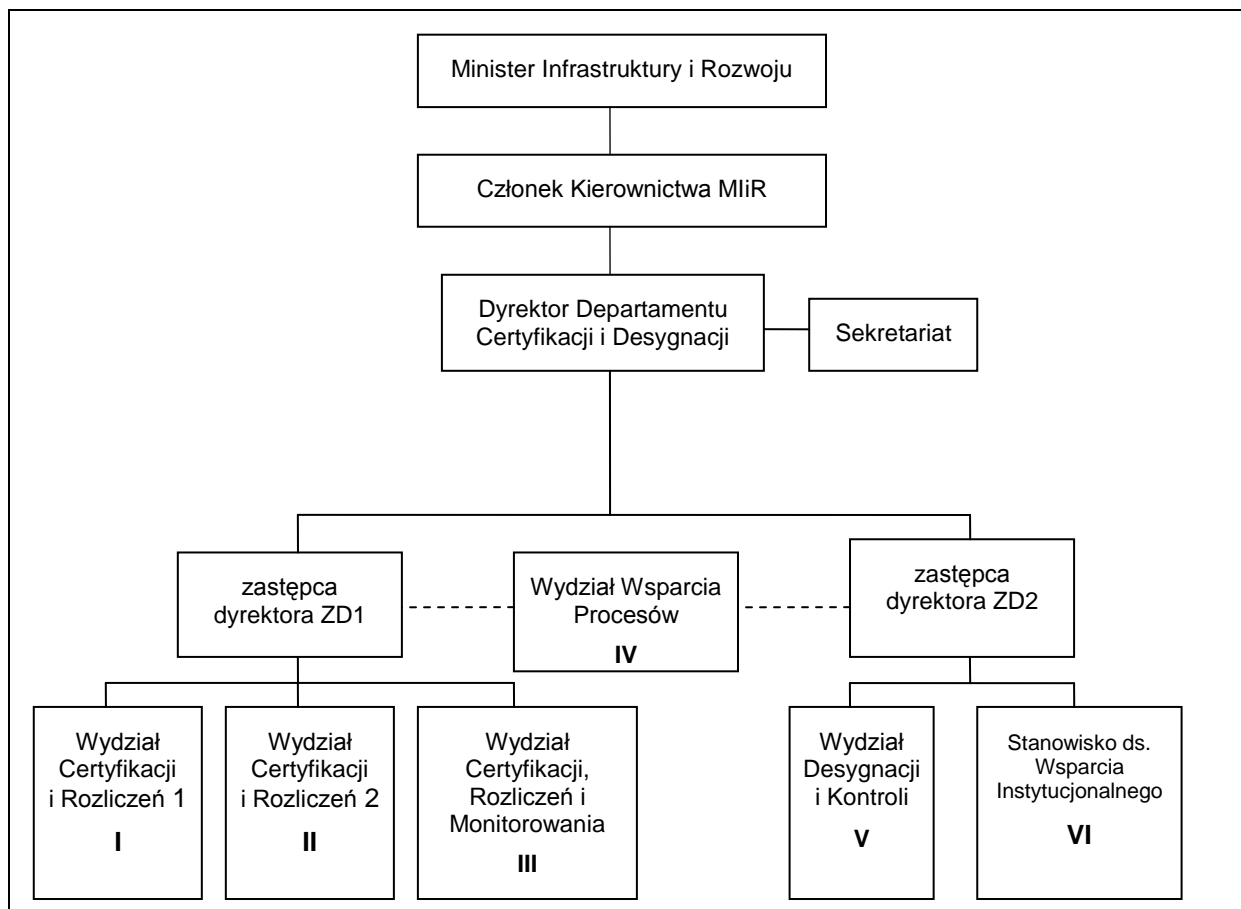 Minister Infrastruktury i Rozwoju
Członek Kierownictwa MIiR
Dyrektor Departamentu
Certyfikacji i Desygnacji
Sekretariat
zastępca
dyrektora ZD1
Wydział Wsparcia
Procesów
IV
zastępca
dyrektora ZD2
Wydział
Certyfikacji
i Rozliczeń 1
I
Wydział
Certyfikacji
i Rozliczeń 2
II
Wydział
Certyfikacji,
Rozliczeń i
Monitorowania
III
Wydział
Desygnacji
i Kontroli
V
Stanowisko ds.
Wsparcia
Instytucjonalnego
VI